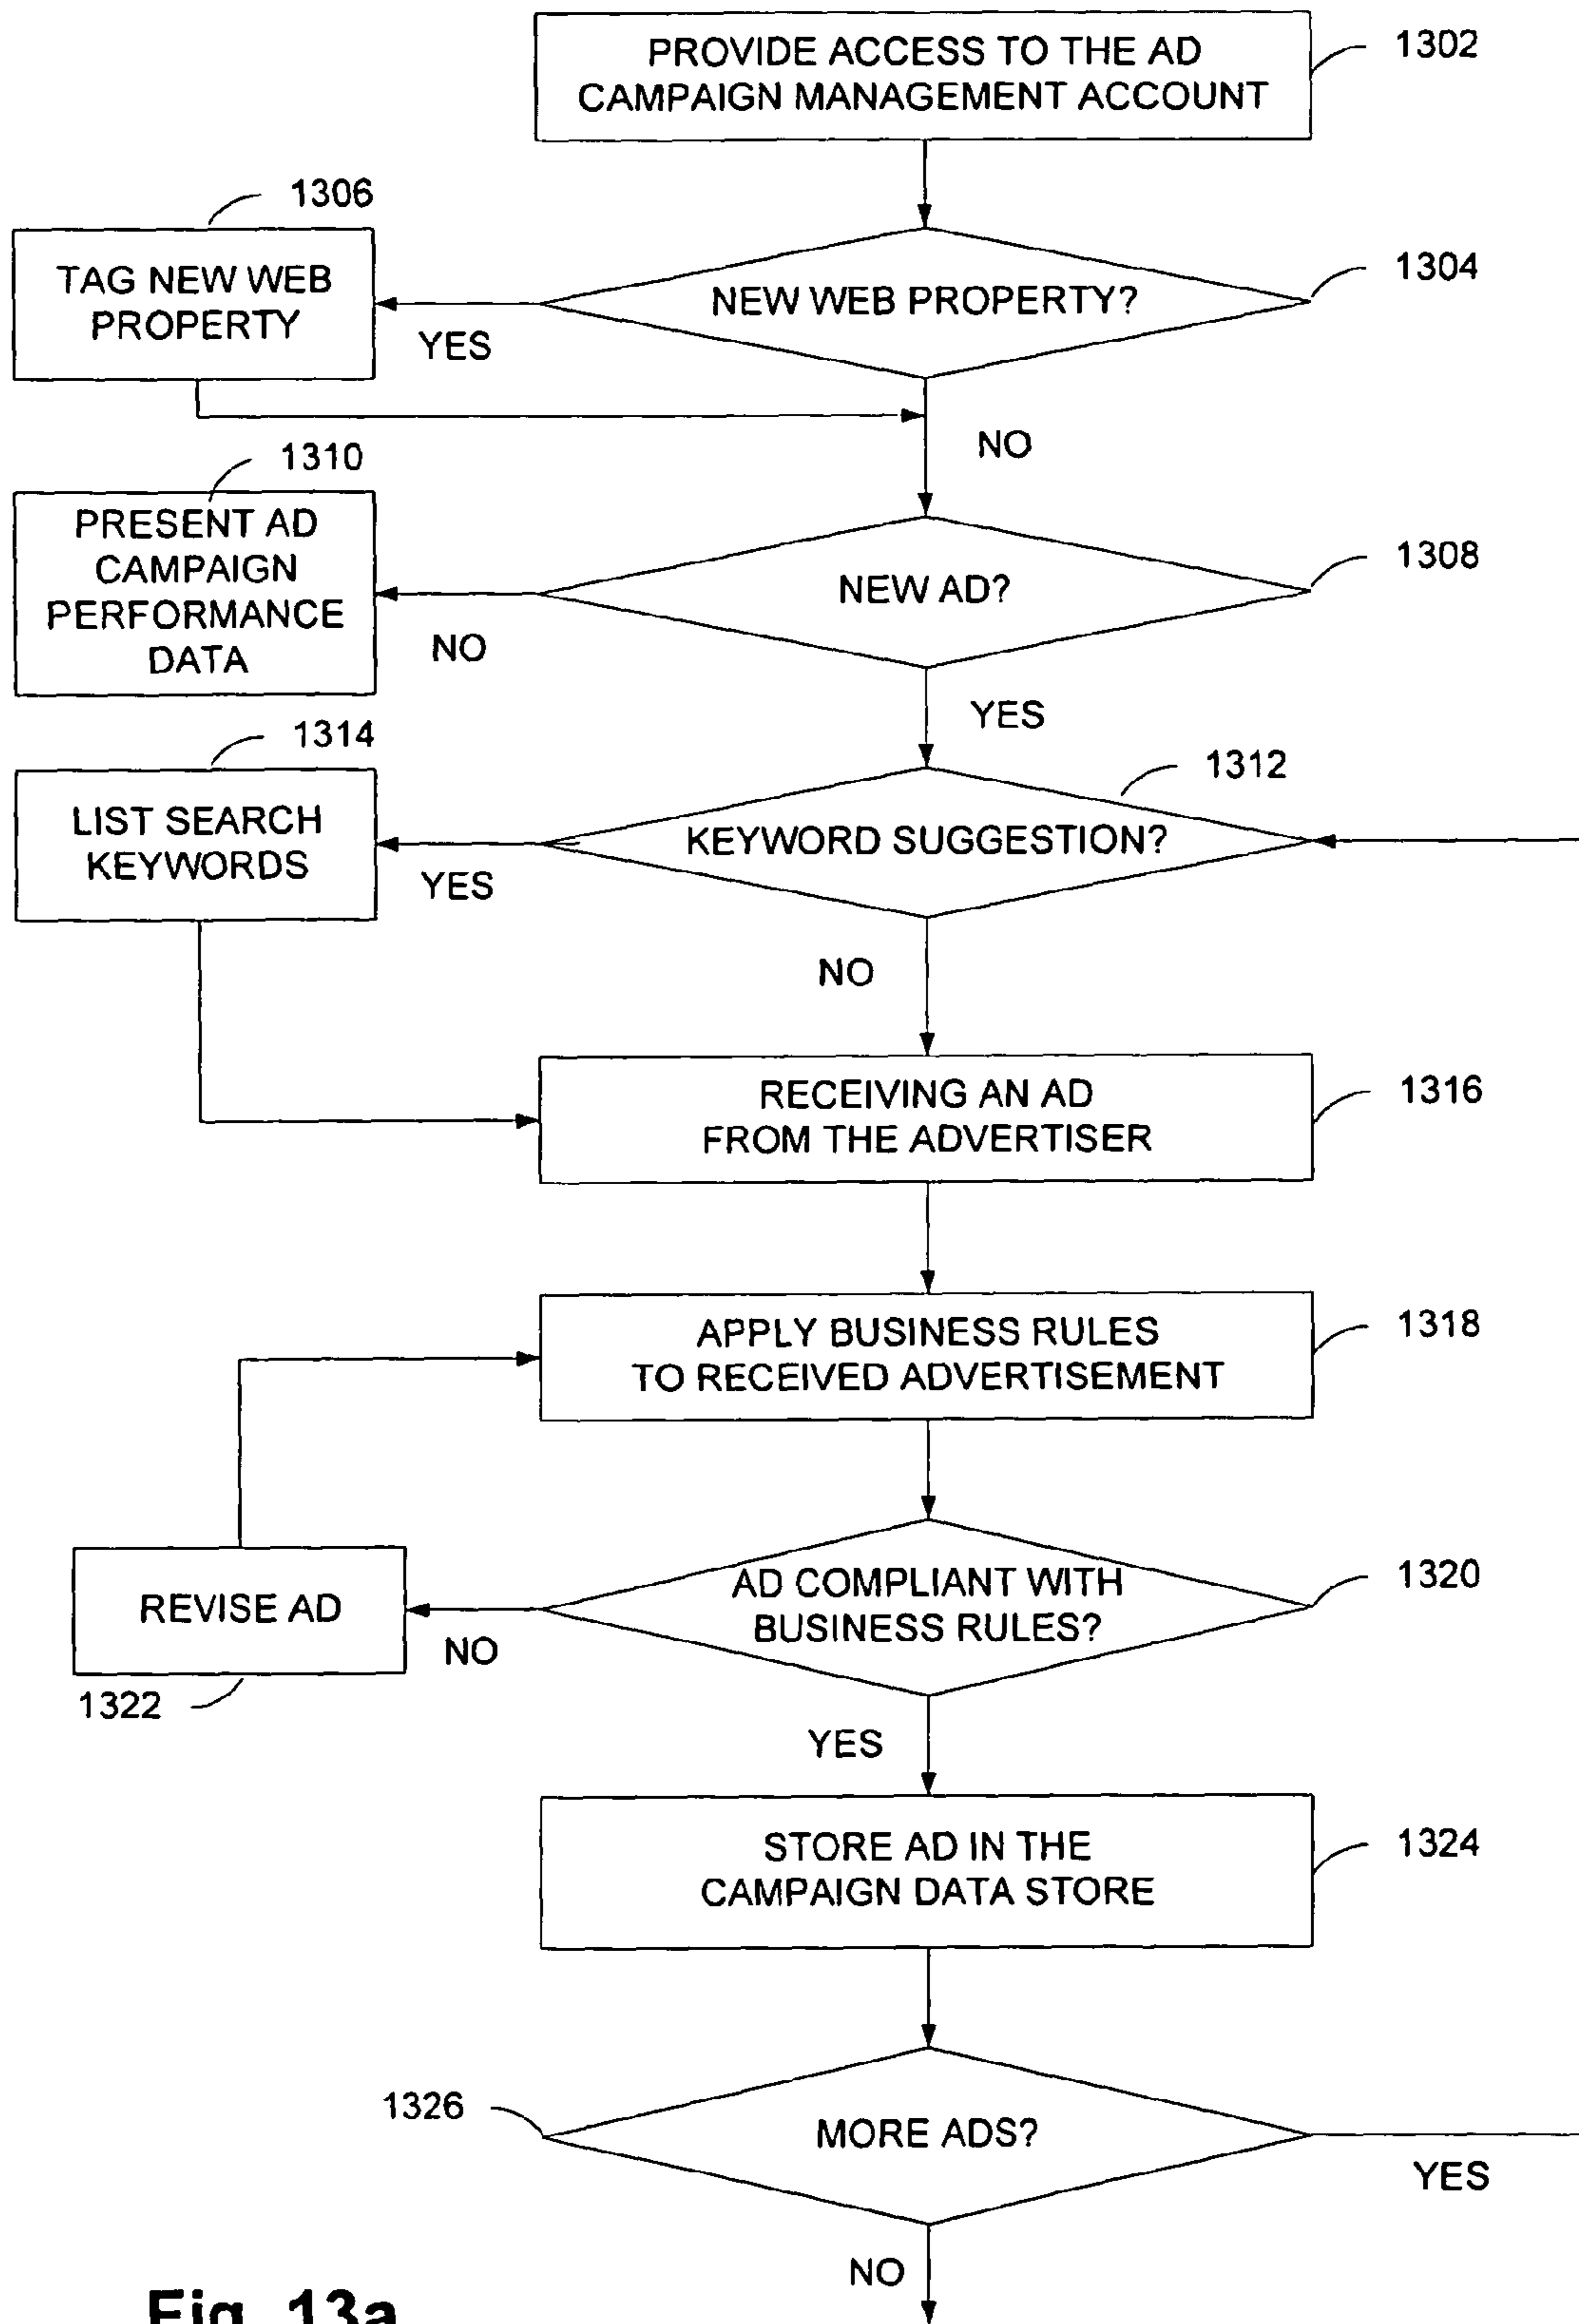 PROVIDE ACCESS TO THE AD
CAMPAIGN MANAGEMENT ACCOUNT
1302
1306
TAG NEW WEB
PROPERTY
YES
NEW WEB PROPERTY?
1304
NO
1310
PRESENT AD
CAMPAIGN
PERFORMANCE
DATA
NO
NEW AD?
1308
YES
1314
LIST SEARCH
KEYWORDS
YES
1312
KEYWORD SUGGESTION?
NO
RECEIVING AN AD
FROM THE ADVERTISER
1316
APPLY BUSINESS RULES
TO RECEIVED ADVERTISEMENT
1318
AD COMPLIANT WITH
BUSINESS RULES?
1320
REVISE AD
NO
1322
YES
STORE AD IN THE
CAMPAIGN DATA STORE
1324
1326
MORE ADS?
YES
NO
Fig. 13a